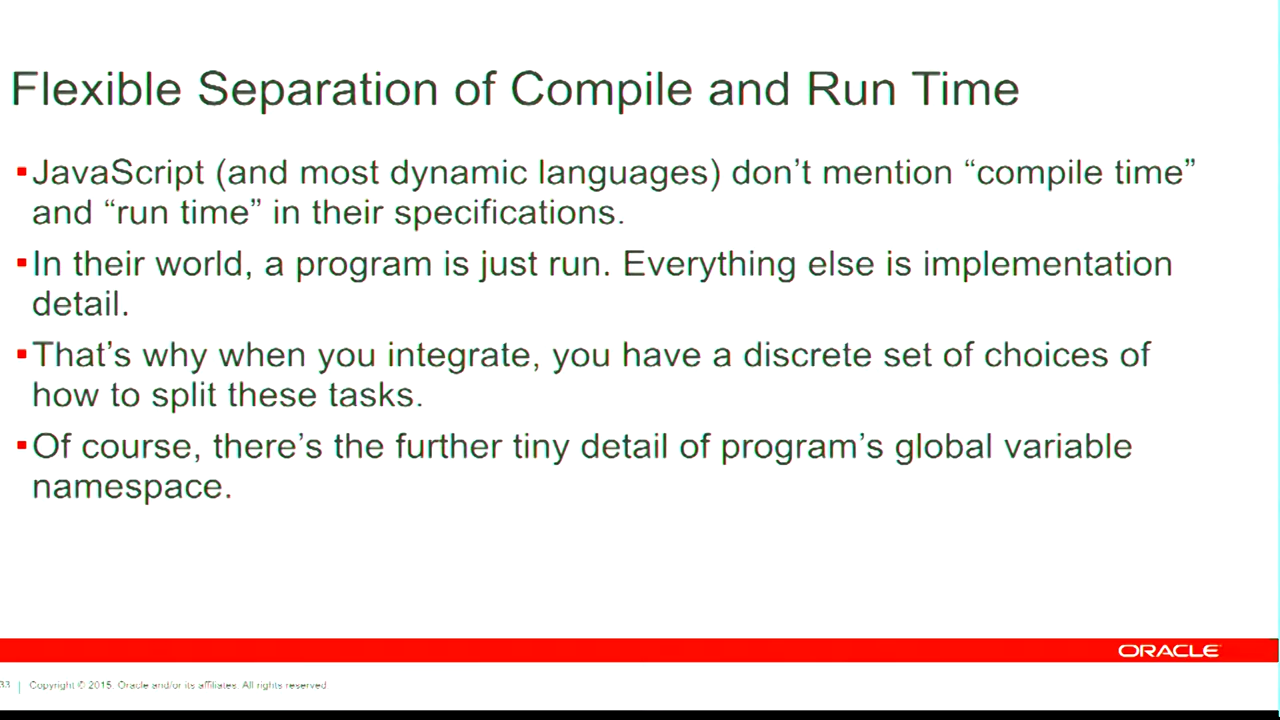 Flexible Separation of Compile and Run Time
▪JavaScript (and most dynamic languages) don’t mention “compile time”
and “run time” in their specifications.
▪In their world, a program is just run. Everything else is implementation
detail.
▪That’s why when you integrate, you have a discrete set of choices of
how to split these tasks.
▪Of course, there’s the further tiny detail of program’s global variable
namespace.
ORACLE
33 | Copyright © 2015, Oracle and/or its affiliates. All rights reserved